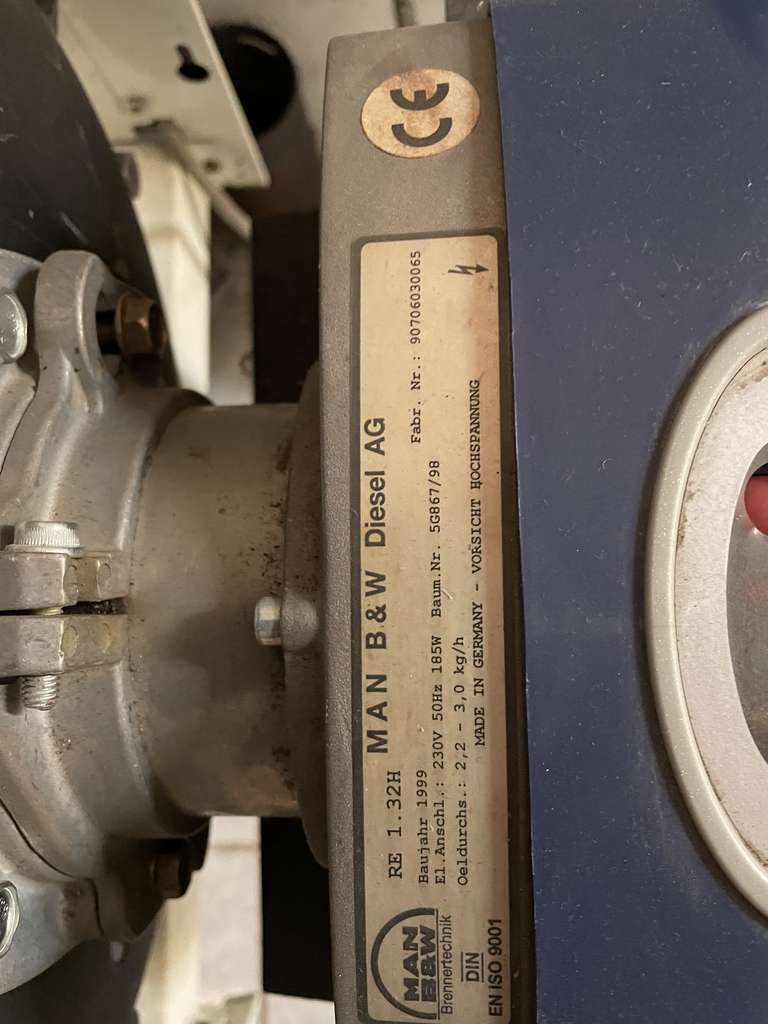 CE
MAN B&W Diesel AG
RE 1.32H
Baujahr 1999
Fabr. Nr.: 90706030065
El.Anschl.: 230V 50Hz 185W Baum.Nr. 5G867/98
Oeldurchs.: 2,2 - 3,0 kg/h
MADE IN GERMANY - VORSICHT HOCHSPANNUNG
MAN
B&W
Brennertechnik
DIN
EN ISO 9001